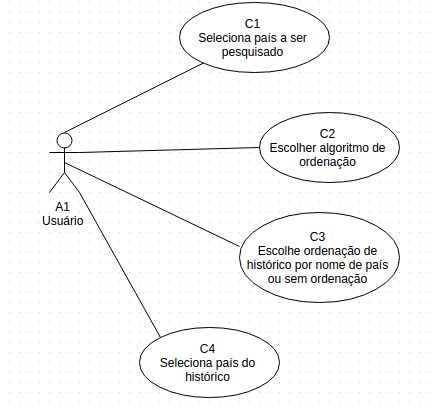 C1
Seleciona país a ser
pesquisado
C2
Escolher algoritmo de
ordenação
A1
Usuário
C3
Escolhe ordenação de
histórico por nome de país
ou sem ordenação
C4
Seleciona país do
histórico